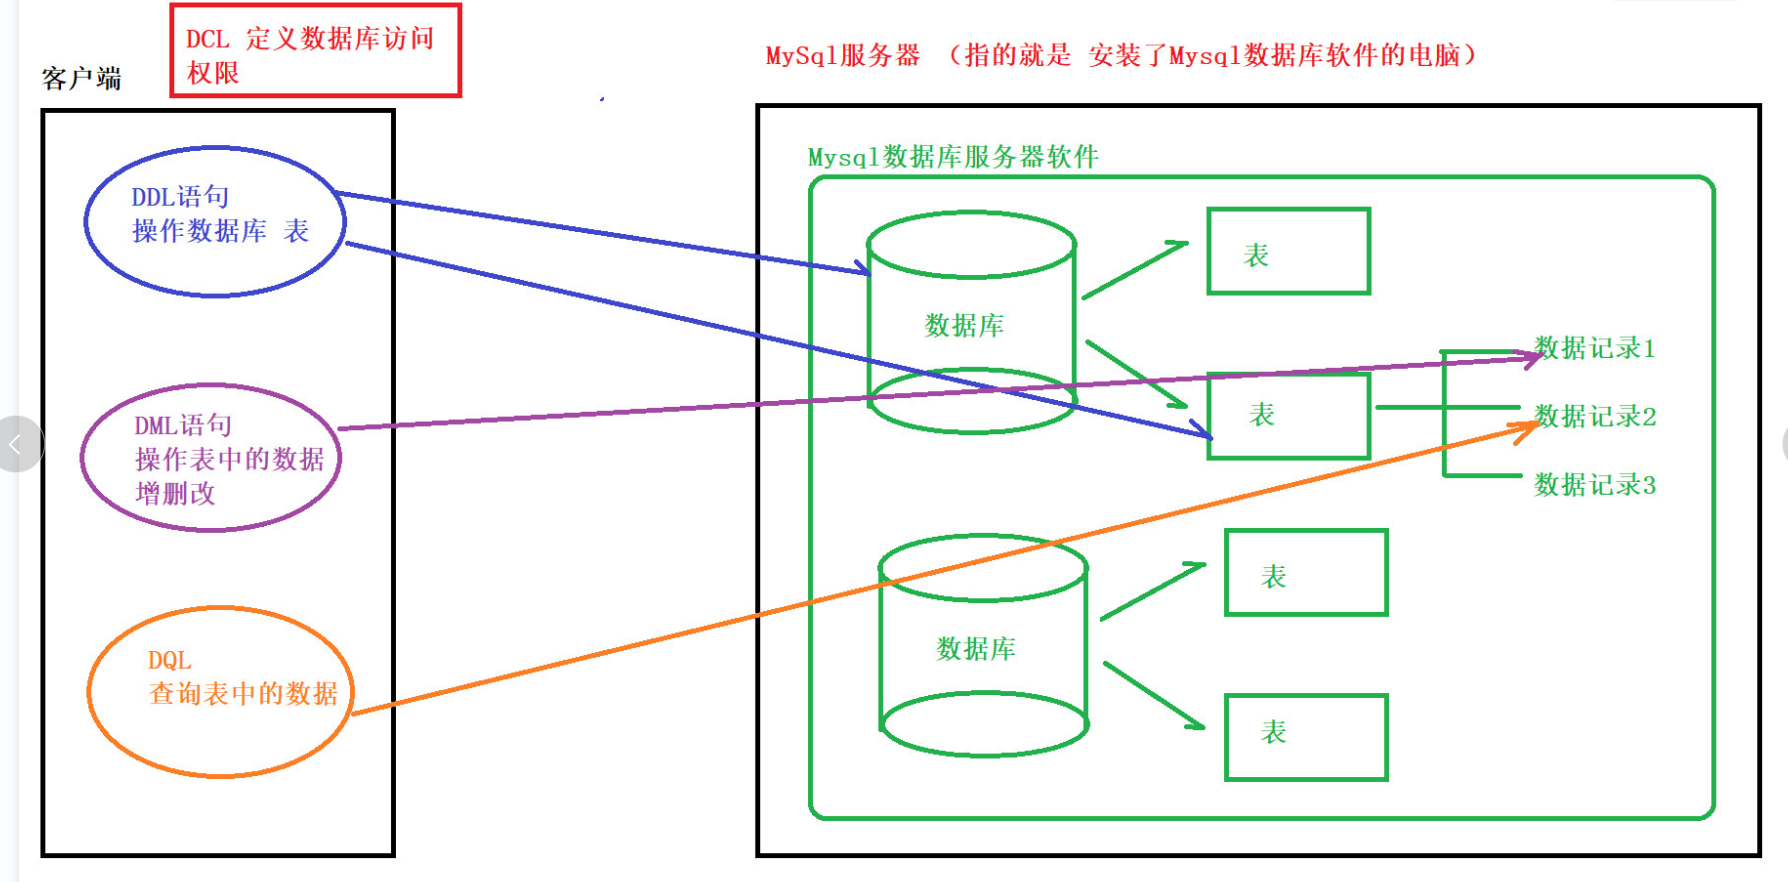 DCL 定义数据库访问
权限
客户端
MySql服务器 （指的就是 安装了Mysql数据库软件的电脑）
DDL语句
操作数据库 表
DML语句
操作表中的数据
增删改
DQL
查询表中的数据
Mysql数据库服务器软件
数据库
表
表
数据记录1
数据记录2
数据记录3
数据库
表
表